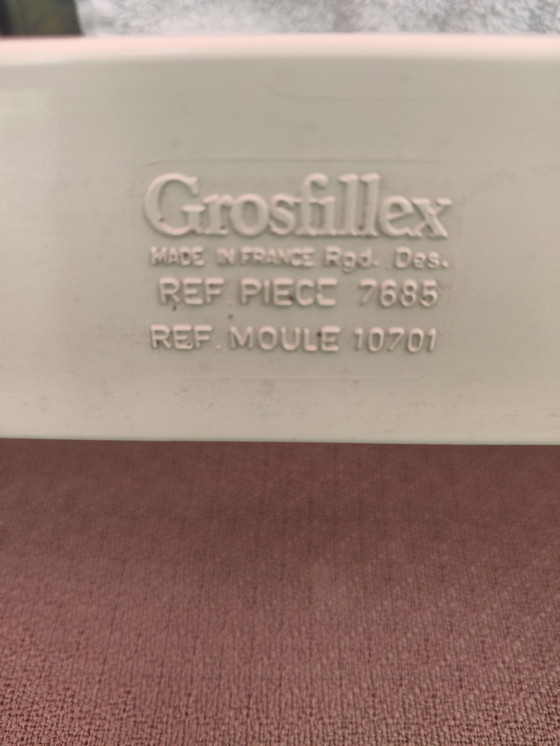 Grosfillex
MADE IN FRANCE Rgd. Des.
REF. PIECE 7685
REF. MOULE 10701